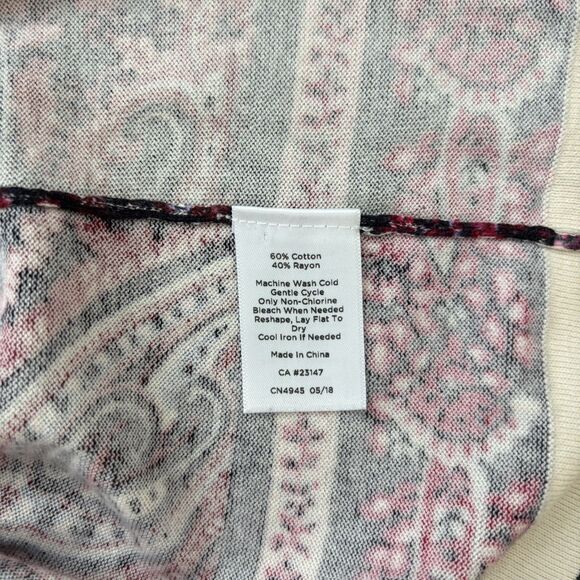 60% Cotton
40% Rayon
Machine Wash Cold
Gentle Cycle
Only Non-Chlorine
Bleach When Needed
Reshape, Lay Flat To
Dry
Cool Iron If Needed
Made In China
CA #23147
CN4945 05/18